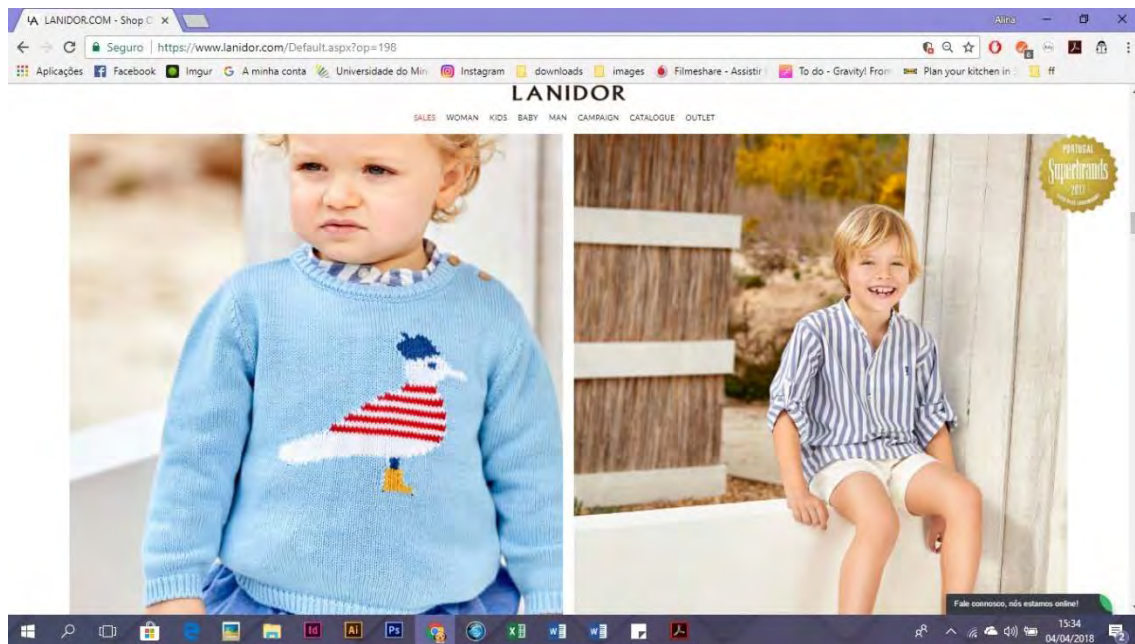 LANIDOR.COM - Shop
Alina
Seguro https://www.lanidor.com/Default.aspx?op=198
Aplicações Facebook Imgur A minha conta Universidade do Min Instagram downloads images Filmeshare - Assistir To do - Gravity! From Plan your kitchen in ff
LANIDOR
SALES WOMAN KIDS BABY MAN CAMPAIGN CATALOGUE OUTLET
PORTUGAL
Superbrands
2017
Fale connosco, nós estamos online!
Id Ai Ps
15:34
04/04/2018